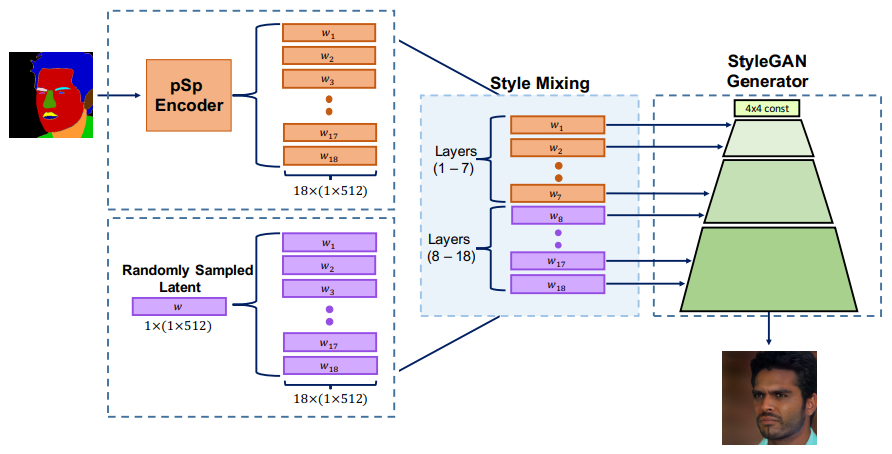 pSp
Encoder
w₁
w₂
w₃
w₁₇
w₁₈
18×(1×512)
Randomly Sampled
Latent
w
1×(1×512)
w₁
w₂
w₃
w₁₇
w₁₈
18×(1×512)
Style Mixing
Layers
(1 – 7)
w₁
w₂
w₇
Layers
(8 – 18)
w₈
w₁₇
w₁₈
StyleGAN
Generator
4x4 const